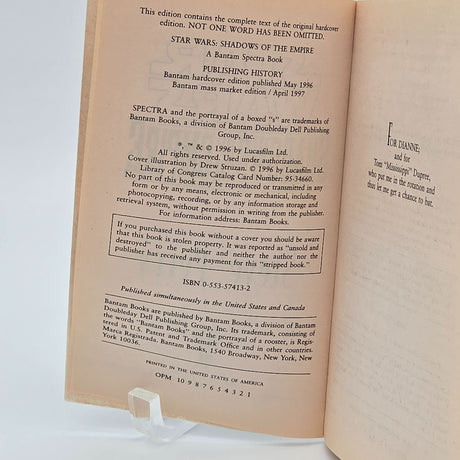 This edition contains the complete text of the original hardcover
edition. NOT ONE WORD HAS BEEN OMITTED.
STAR WARS: SHADOWS OF THE EMPIRE
A Bantam Spectra Book
PUBLISHING HISTORY
Bantam hardcover edition published May 1996
Bantam mass market edition / April 1997
SPECTRA and the portrayal of a boxed "s" are trademarks of
Bantam Books, a division of Bantam Doubleday Dell Publishing
Group, Inc.
®, ™ & © 1996 by Lucasfilm Ltd.
All rights reserved. Used under authorization.
Cover illustration by Drew Struzan. © 1996 by Lucasfilm Ltd.
Library of Congress Catalog Card Number: 95-34660.
No part of this book may be reproduced or transmitted in any
form or by any means, electronic or mechanical, including
photocopying, recording, or by any information storage and
retrieval system, without permission in writing from the publisher.
For information address: Bantam Books.
If you purchased this book without a cover you should be aware
that this book is stolen property. It was reported as "unsold and
destroyed" to the publisher and neither the author nor the
publisher has received any payment for this "stripped book."
ISBN 0-553-57413-2
Published simultaneously in the United States and Canada
Bantam Books are published by Bantam Books, a division of Bantam
Doubleday Dell Publishing Group, Inc. Its trademark, consisting of
the words "Bantam Books" and the portrayal of a rooster, is Regis-
tered in U.S. Patent and Trademark Office and in other countries.
Marca Registrada. Bantam Books, 1540 Broadway, New York, New
York 10036.
PRINTED IN THE UNITED STATES OF AMERICA
OPM 10 9 8 7 6 5 4 3 2 1
FOR DIANNE;
and for
Tom "Mississippi" Dupree,
who put me in the rotation and
thus let me get a chance to bat.